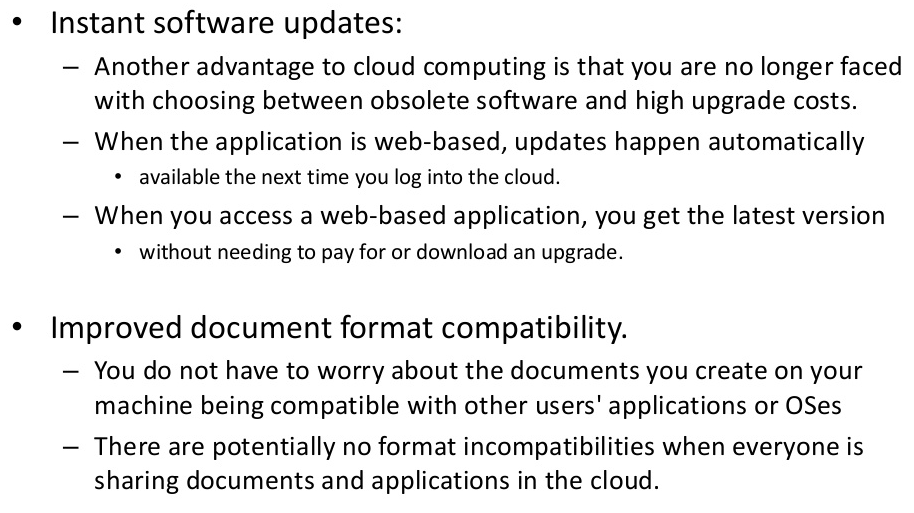 • Instant software updates:
– Another advantage to cloud computing is that you are no longer faced
with choosing between obsolete software and high upgrade costs.
– When the application is web-based, updates happen automatically
• available the next time you log into the cloud.
– When you access a web-based application, you get the latest version
• without needing to pay for or download an upgrade.
• Improved document format compatibility.
– You do not have to worry about the documents you create on your
machine being compatible with other users' applications or OSes
– There are potentially no format incompatibilities when everyone is
sharing documents and applications in the cloud.